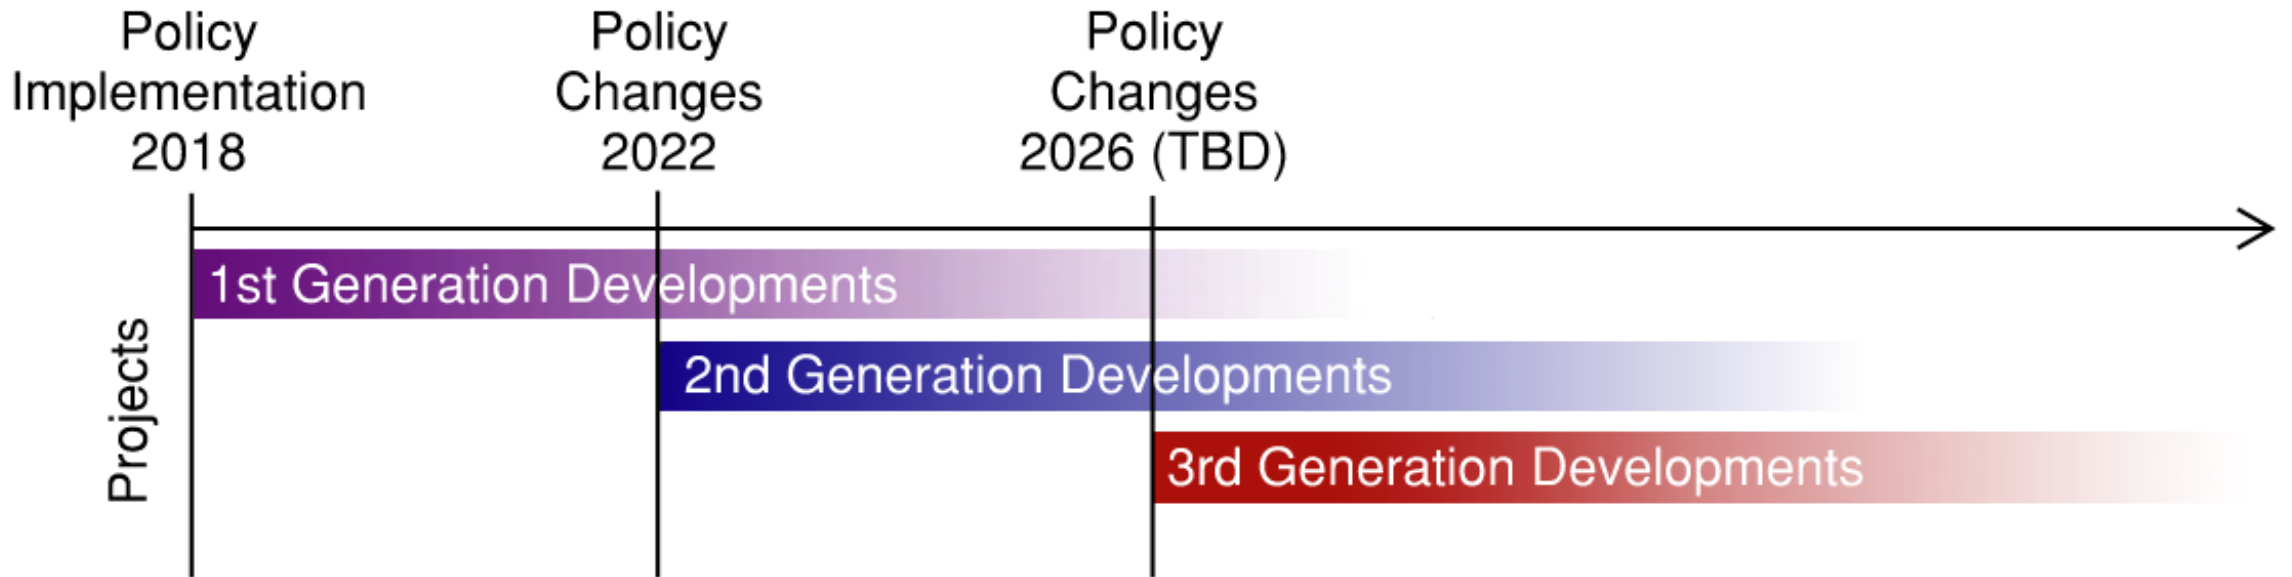 Policy
Implementation
2018
Policy
Changes
2022
Policy
Changes
2026 (TBD)
Projects
1st Generation Developments
2nd Generation Developments
3rd Generation Developments